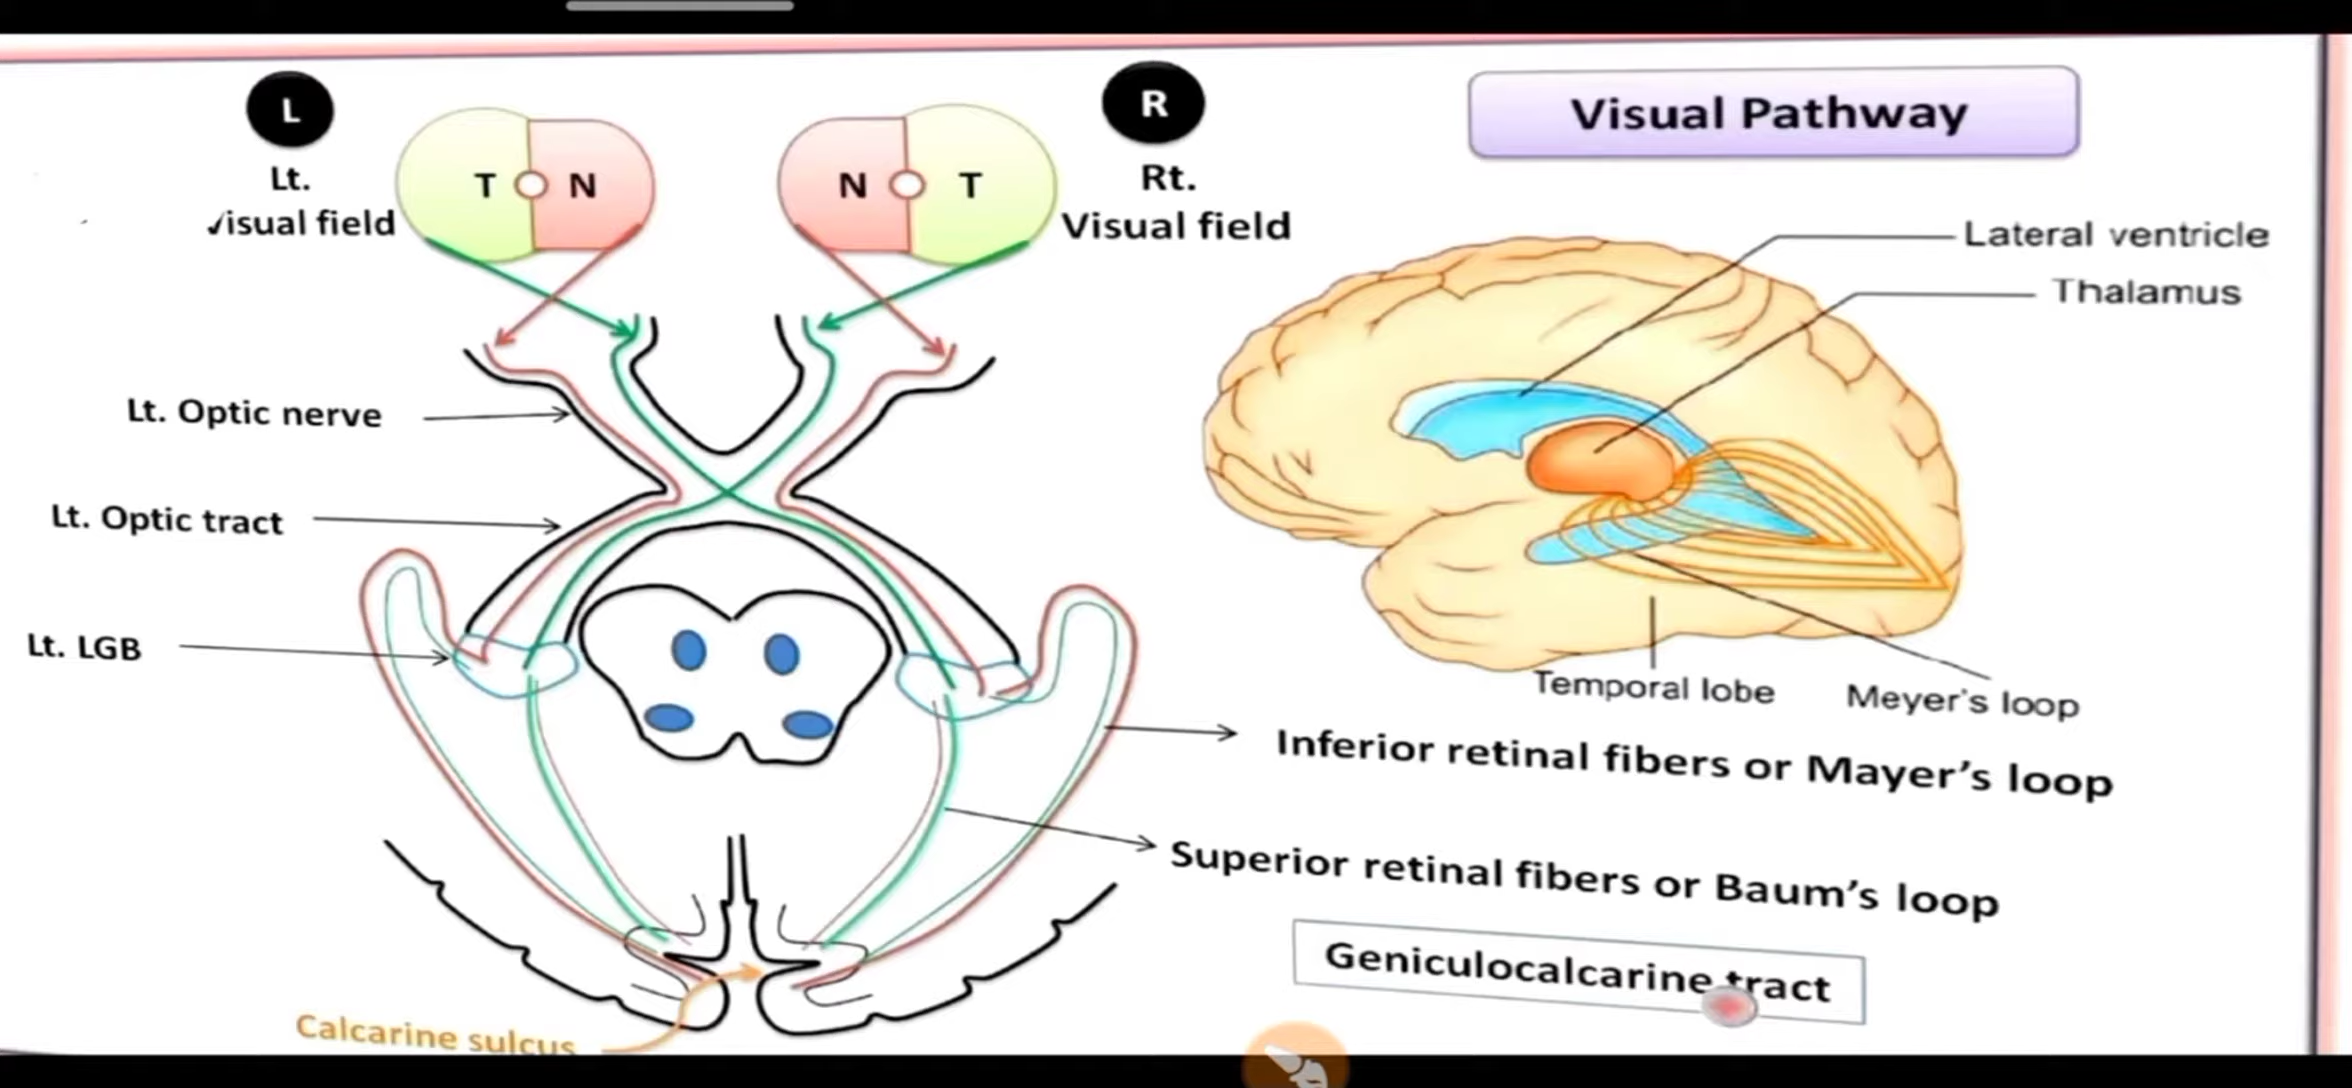 L
T N
N T
R
Visual Pathway
Lt.
Visual field
Rt.
Visual field
Lateral ventricle
Thalamus
Lt. Optic nerve
Lt. Optic tract
Lt. LGB
Temporal lobe
Meyer's loop
Inferior retinal fibers or Mayer's loop
Superior retinal fibers or Baum's loop
Geniculocalcarine tract
Calcarine sulcus